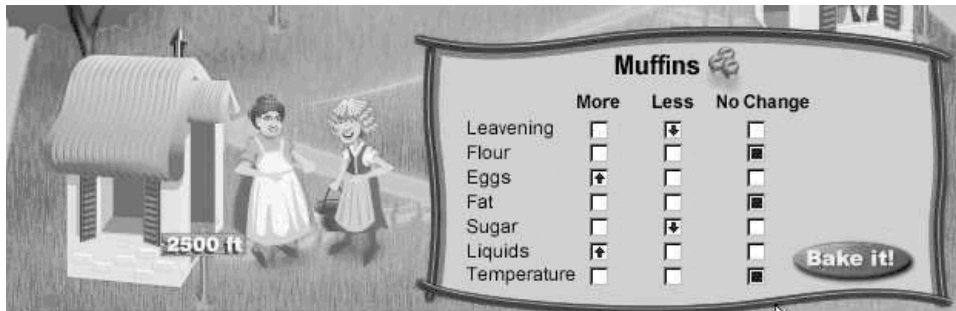 Muffins
More Less No Change
Leavening
Flour
Eggs
Fat
Sugar
Liquids
Temperature
2500 ft
Bake it!